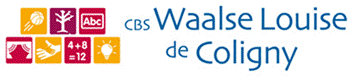 Abc
4+8
=12
CBS Waalse Louise
de Coligny